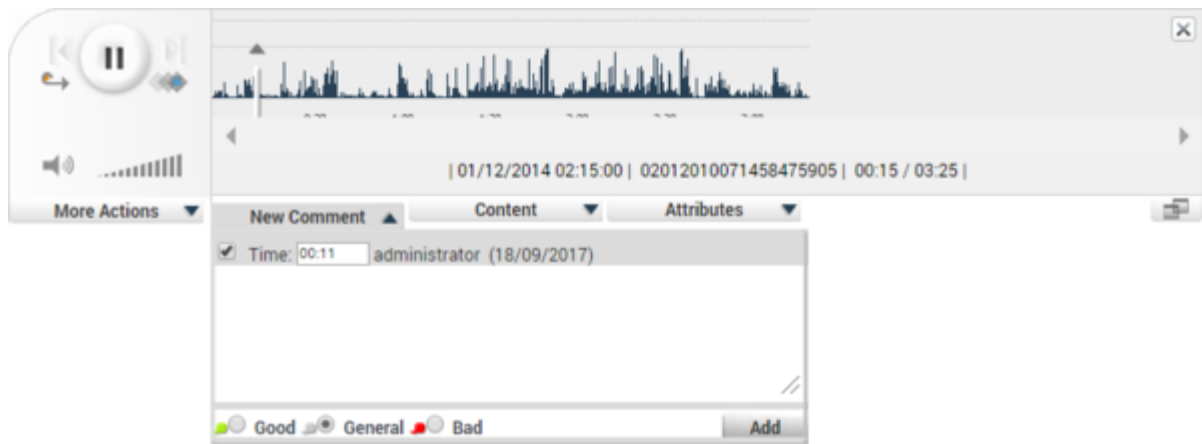 | 01/12/2014 02:15:00 | 02012010071458475905 | 00:15 / 03:25 |
More Actions
New Comment
Content
Attributes
Time: 00:11 administrator (18/09/2017)
Good General Bad
Add